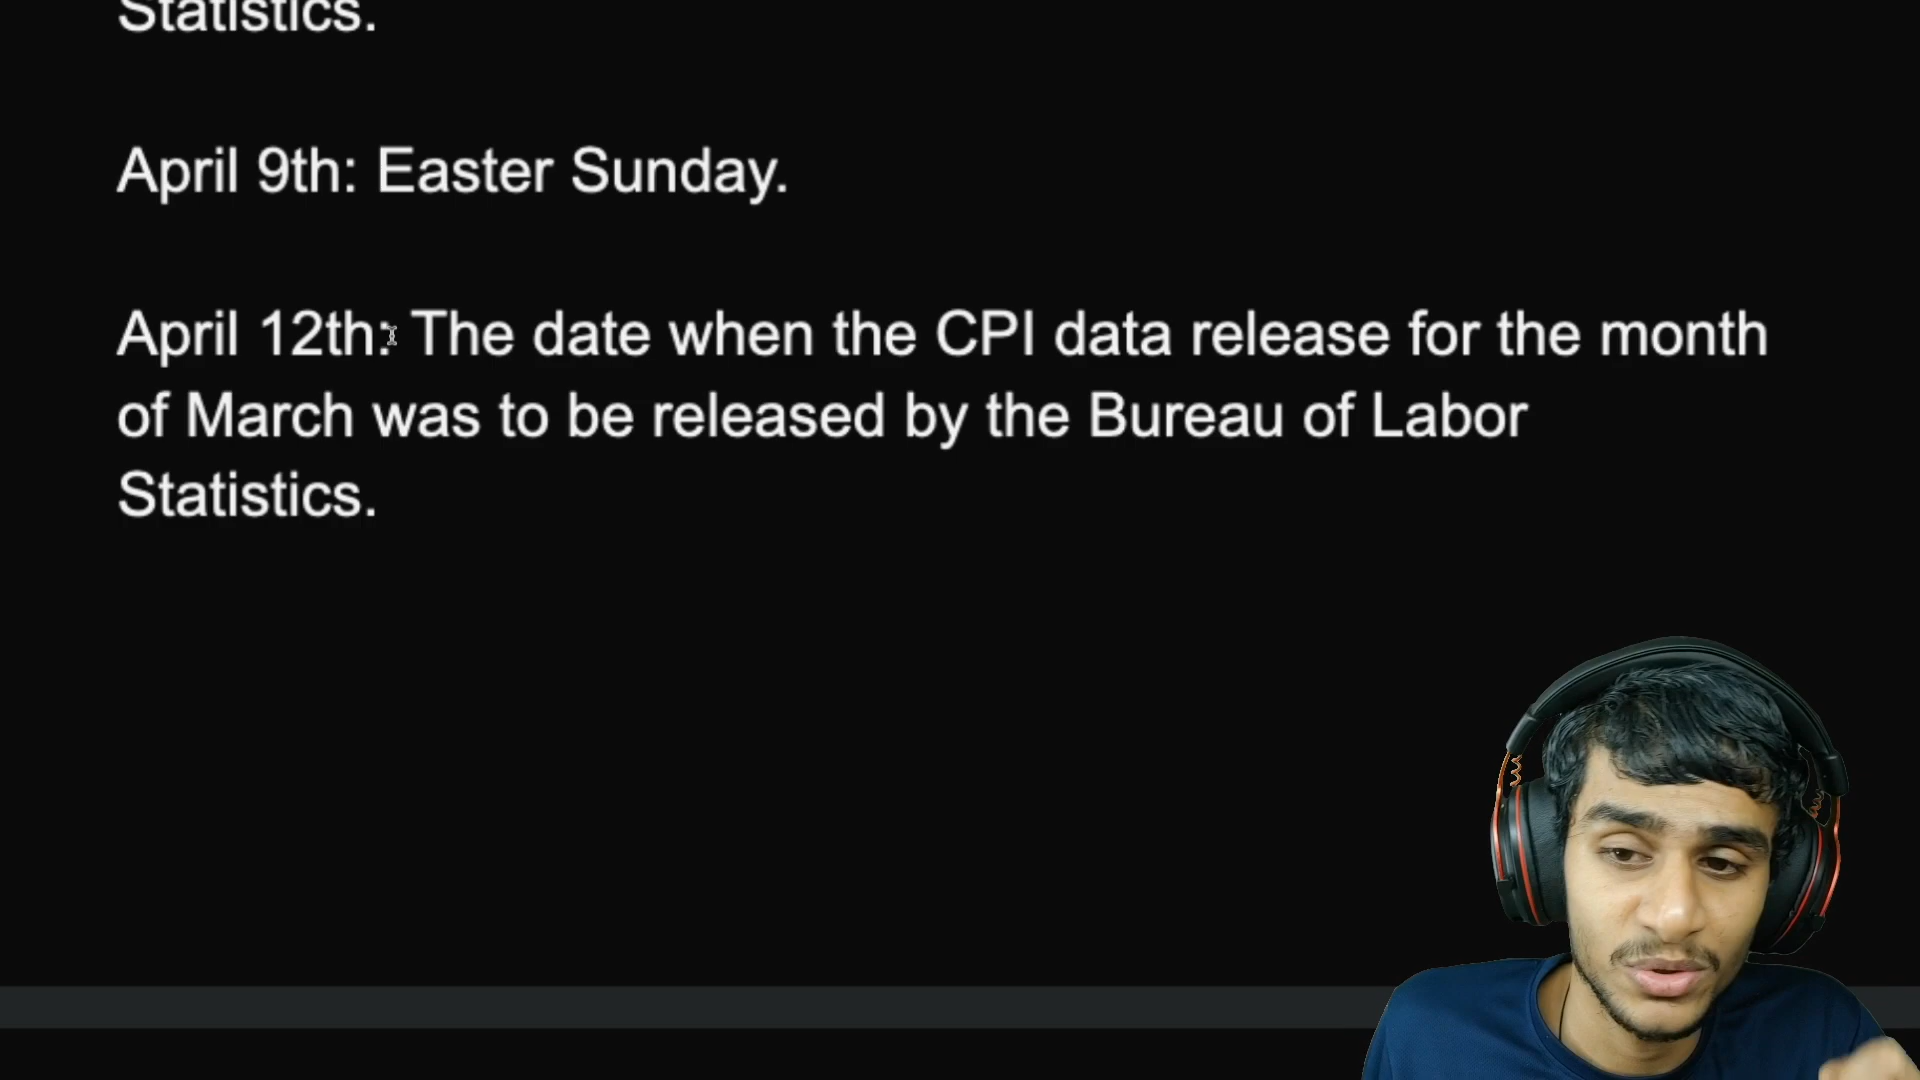 Statistics.
April 9th: Easter Sunday.
April 12th: The date when the CPI data release for the month
of March was to be released by the Bureau of Labor
Statistics.